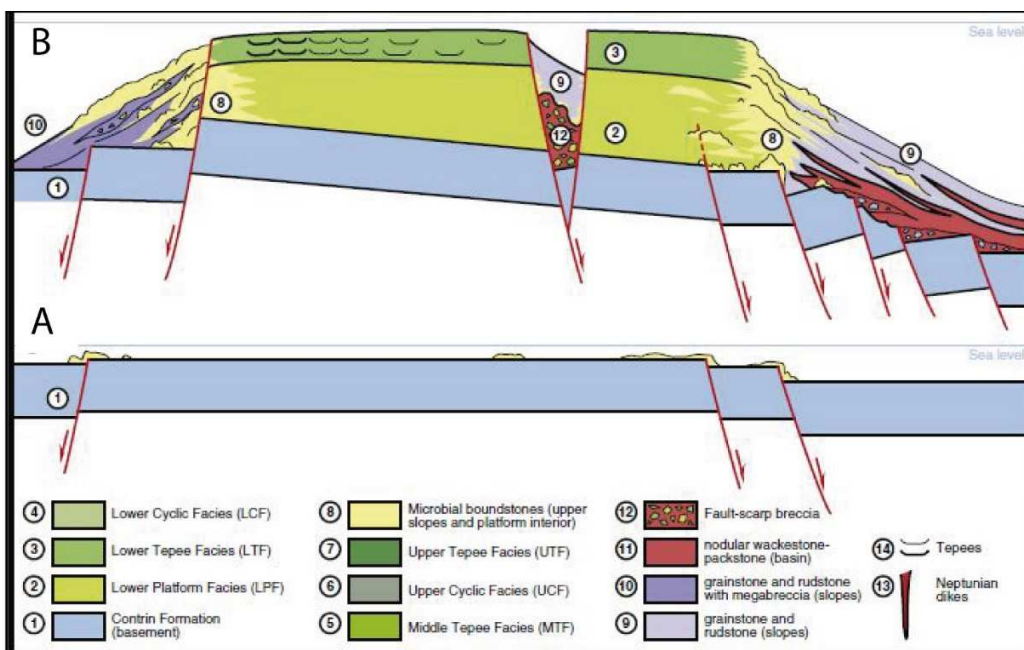 B
Sea level
3
9
8
10
12
2
8
9
1
A
Sea level
1
4 Lower Cyclic Facies (LCF)
3 Lower Tepee Facies (LTF)
2 Lower Platform Facies (LPF)
1 Contrin Formation
(basement)
8 Microbial boundstones (upper
slopes and platform interior)
7 Upper Tepee Facies (UTF)
6 Upper Cyclic Facies (UCF)
5 Middle Tepee Facies (MTF)
12 Fault-scarp breccia
11 nodular wackestone-
packstone (basin)
10 grainstone and rudstone
with megabreccia (slopes)
9 grainstone and
rudstone (slopes)
14 Tepees
13 Neptunian
dikes